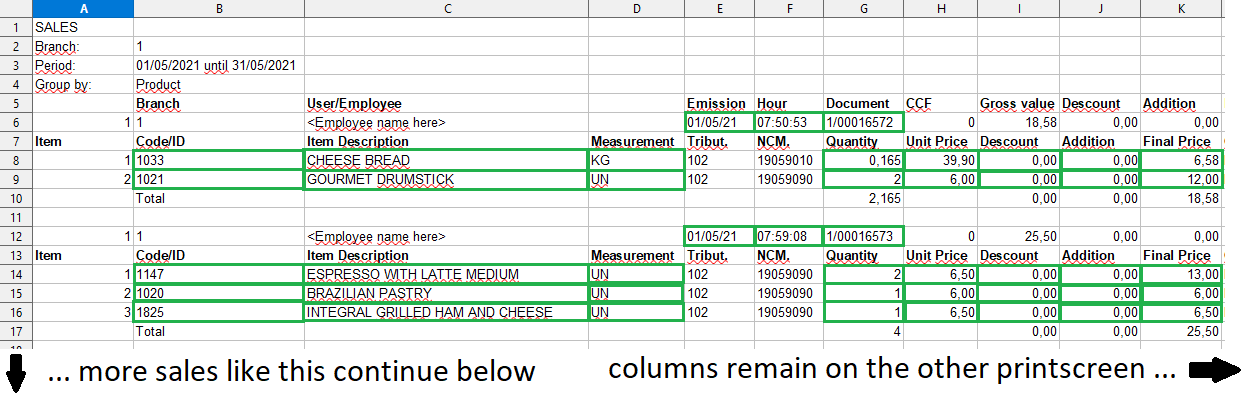 A B C D E F G H I J K
1 SALES
2 Branch: 1
3 Period: 01/05/2021 until 31/05/2021
4 Group by: Product
5 Branch User/Employee Emission Hour Document CCF Gross value Descount Addition
6 1 1 <Employee name here> 01/05/21 07:50:53 1/00016572 0 18,58 0,00 0,00
7 Item Code/ID Item Description Measurement Tribut. NCM. Quantity Unit Price Descount Addition Final Price
8 1 1033 CHEESE BREAD KG 102 19059010 0,165 39,90 0,00 0,00 6,58
9 2 1021 GOURMET DRUMSTICK UN 102 19059090 2 6,00 0,00 0,00 12,00
10 Total 2,165 0,00 0,00 18,58
11
12 1 1 <Employee name here> 01/05/21 07:59:08 1/00016573 0 25,50 0,00 0,00
13 Item Code/ID Item Description Measurement Tribut. NCM. Quantity Unit Price Descount Addition Final Price
14 1 1147 ESPRESSO WITH LATTE MEDIUM UN 102 19059090 2 6,50 0,00 0,00 13,00
15 2 1020 BRAZILIAN PASTRY UN 102 19059090 1 6,00 0,00 0,00 6,00
16 3 1825 INTEGRAL GRILLED HAM AND CHEESE UN 102 19059090 1 6,50 0,00 0,00 6,50
17 Total 4 0,00 0,00 25,50
... more sales like this continue below
columns remain on the other printscreen ...